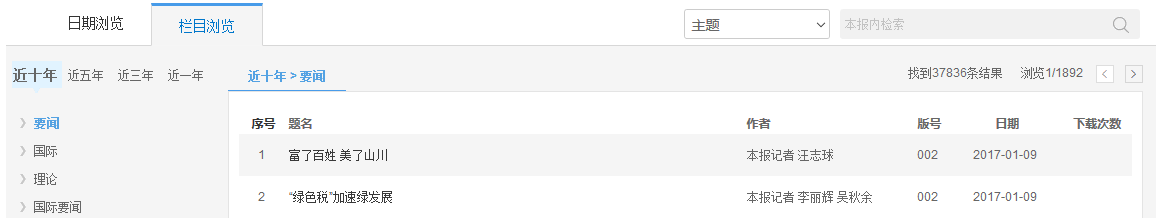 日期浏览 栏目浏览 主题 本报内检索
近十年 近五年 近三年 近一年 近十年 > 要闻 找到37836条结果 浏览1/1892
要闻
国际
理论
国际要闻
序号 题名 作者 版号 日期 下载次数
1 富了百姓 美了山川 本报记者 汪志球 002 2017-01-09
2 “绿色税”加速绿发展 本报记者 李丽辉 吴秋余 002 2017-01-09